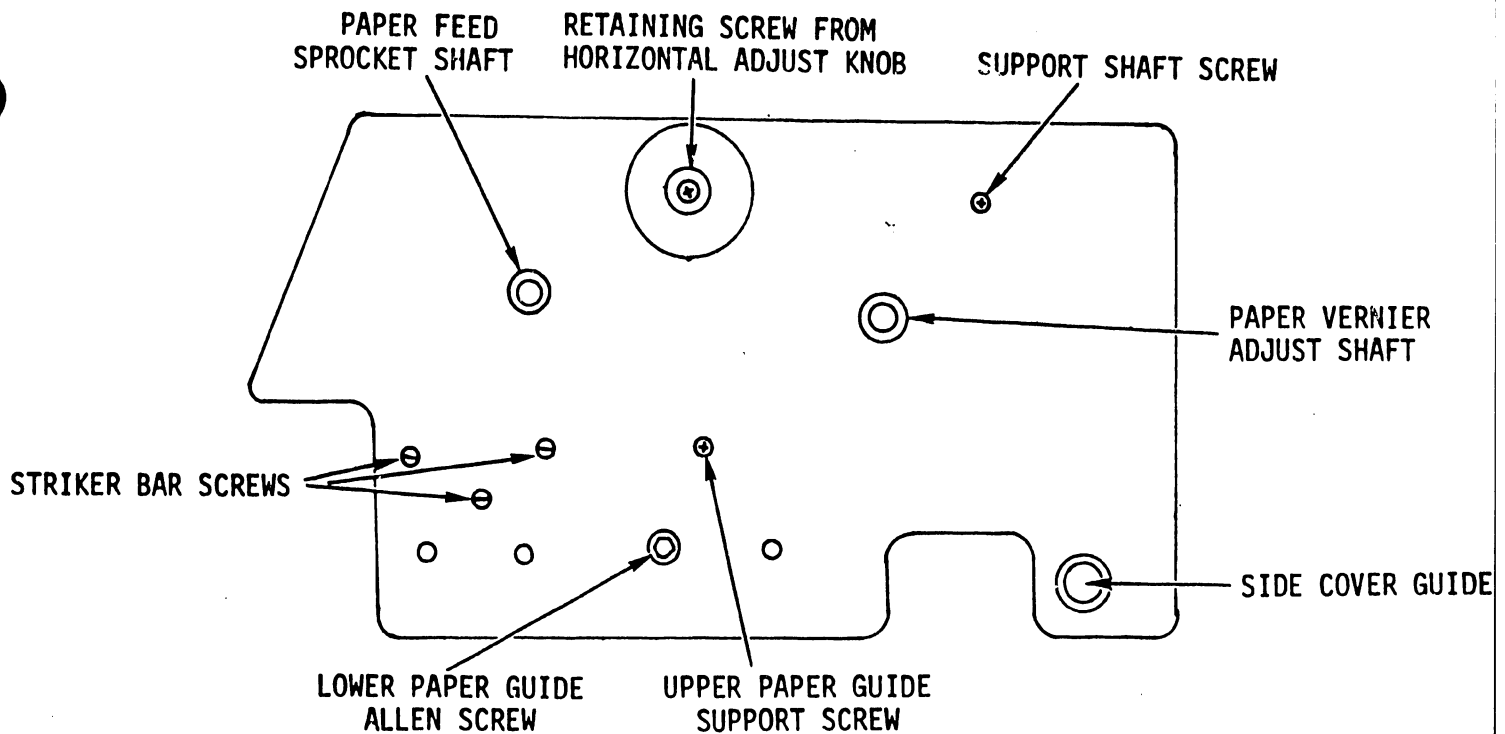 PAPER FEED
SPROCKET SHAFT
RETAINING SCREW FROM
HORIZONTAL ADJUST KNOB
SUPPORT SHAFT SCREW
PAPER VERNIER
ADJUST SHAFT
STRIKER BAR SCREWS
SIDE COVER GUIDE
LOWER PAPER GUIDE
ALLEN SCREW
UPPER PAPER GUIDE
SUPPORT SCREW